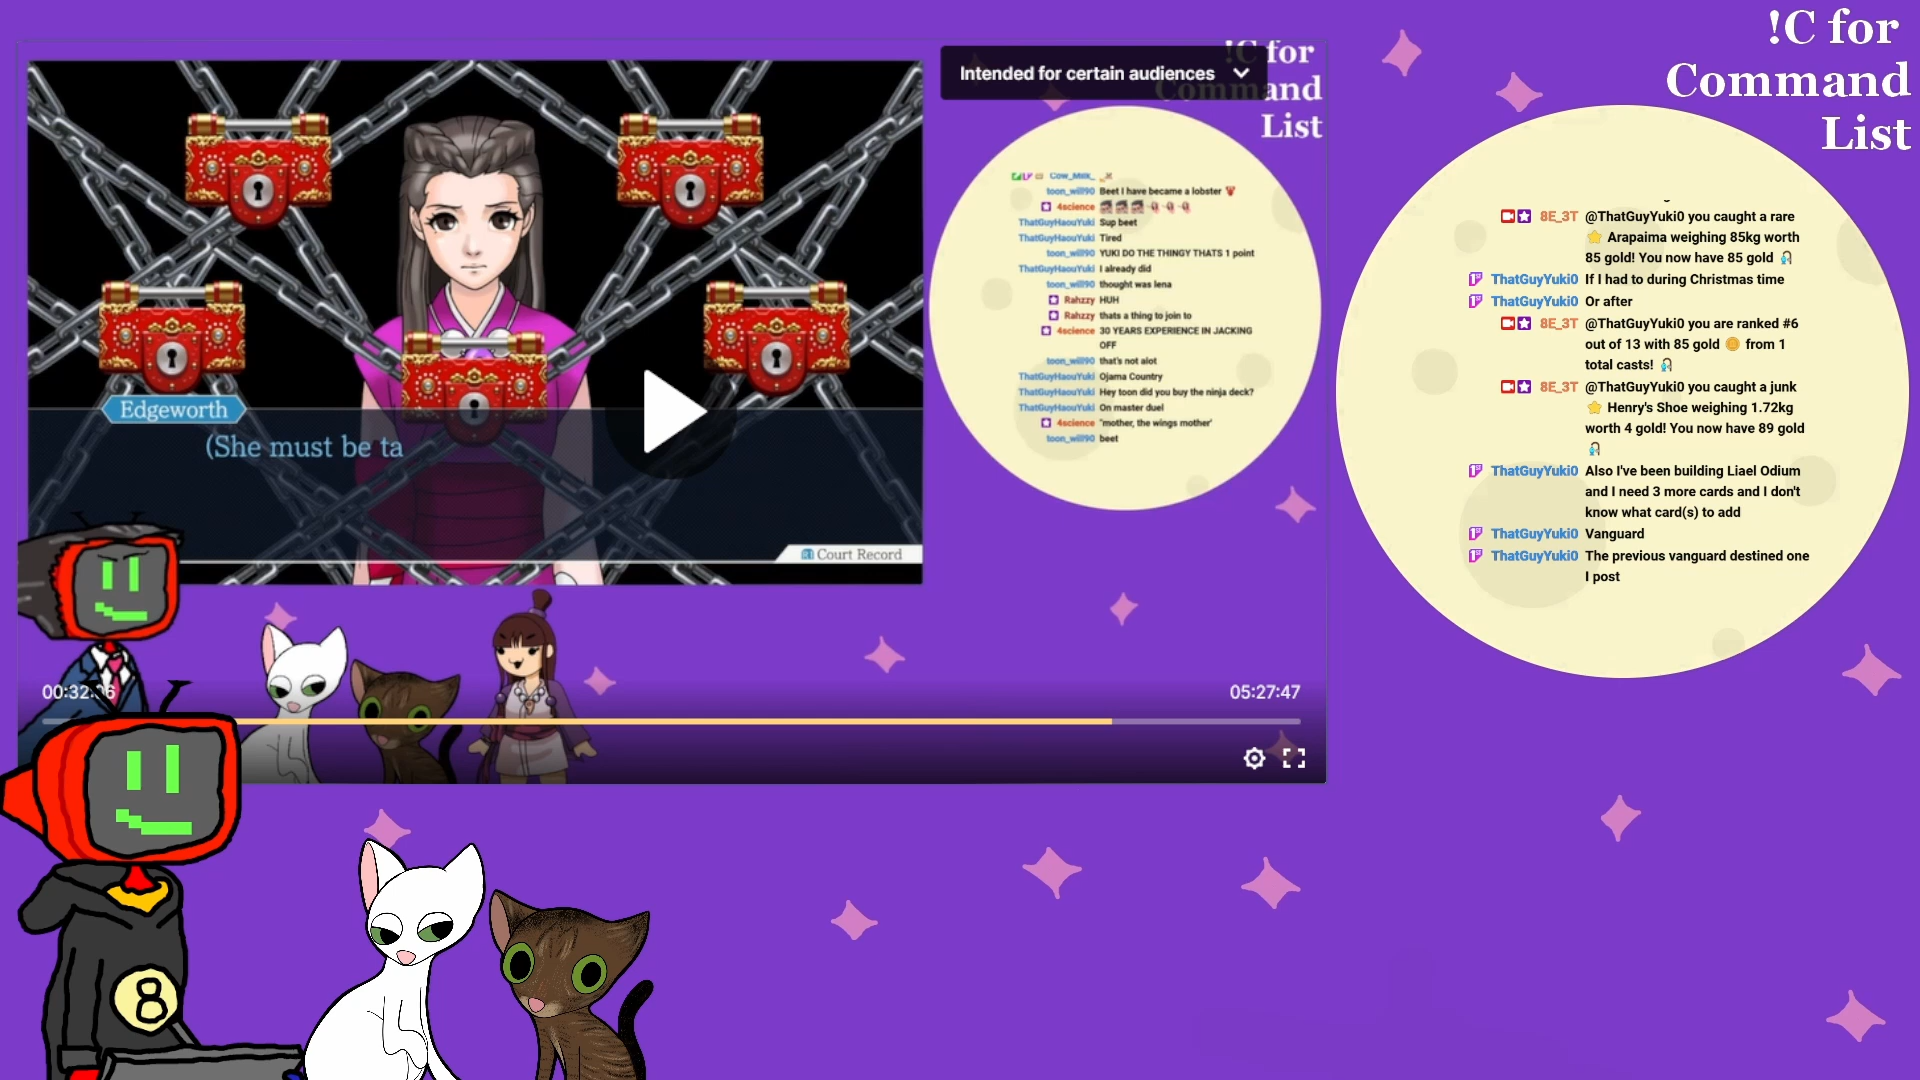 !C for
Command
List
Intended for certain audiences
!C for
Command
List
Cow_Milk_
toon_will90 Beet I have became a lobster
4science
ThatGuyHaouYuki Sup beet
ThatGuyHaouYuki Tired
toon_will90 YUKI DO THE THINGY THATS 1 point
ThatGuyHaouYuki I already did
toon_will90 thought was lena
Rahzzy HUH
Rahzzy thats a thing to join to
4science 30 YEARS EXPERIENCE IN JACKING
OFF
toon_will90 that's not alot
ThatGuyHaouYuki Ojama Country
ThatGuyHaouYuki Hey toon did you buy the ninja deck?
ThatGuyHaouYuki On master duel
4science "mother, the wings mother'
toon_will90 beet
8E_3T @ThatGuyYuki0 you caught a rare
Arapaima weighing 85kg worth
85 gold! You now have 85 gold
ThatGuyYuki0 If I had to during Christmas time
ThatGuyYuki0 Or after
8E_3T @ThatGuyYuki0 you are ranked #6
out of 13 with 85 gold from 1
total casts!
8E_3T @ThatGuyYuki0 you caught a junk
Henry's Shoe weighing 1.72kg
worth 4 gold! You now have 89 gold
ThatGuyYuki0 Also I've been building Liael Odium
and I need 3 more cards and I don't
know what card(s) to add
ThatGuyYuki0 Vanguard
ThatGuyYuki0 The previous vanguard destined one
I post
Edgeworth
(She must be ta
Court Record
00:32:06
05:27:47
8